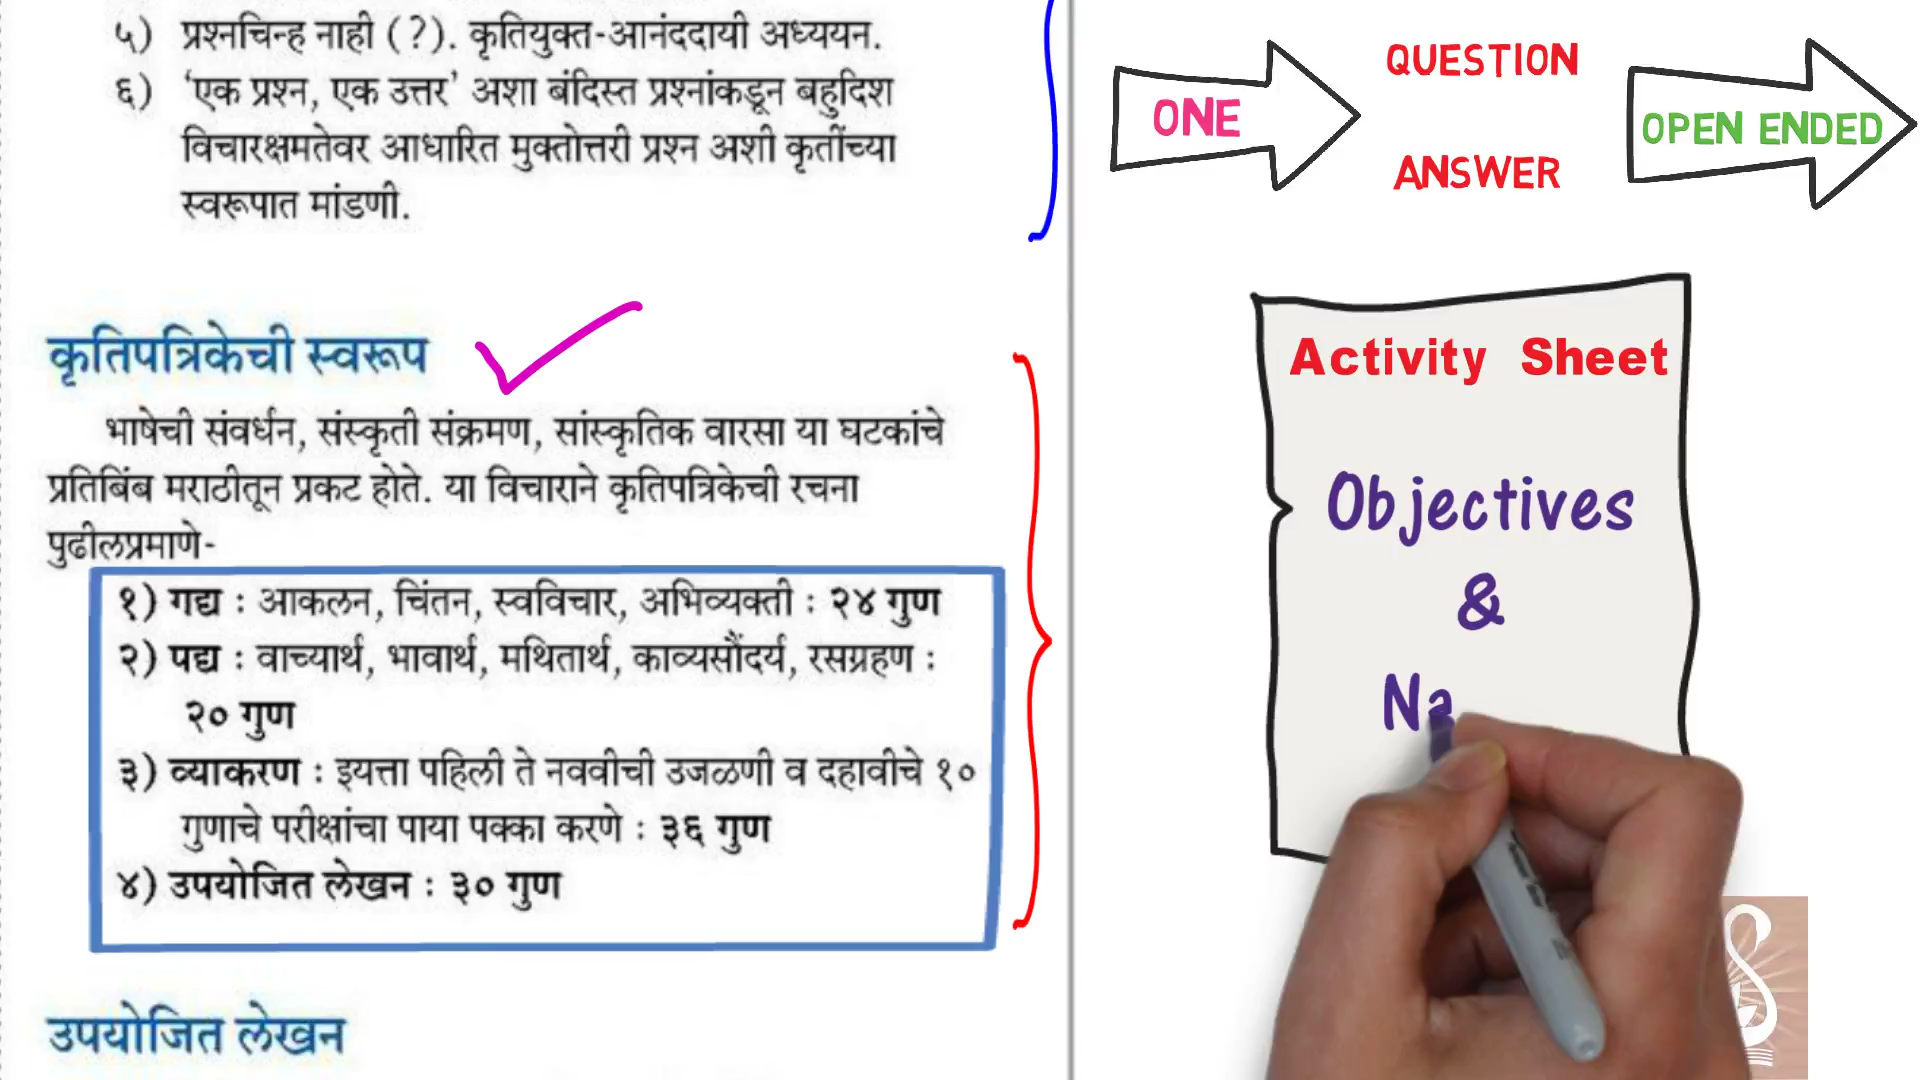 ५) प्रश्नचिन्ह नाही (?). कृतियुक्त-आनंददायी अध्ययन.
६) ‘एक प्रश्न, एक उत्तर’ अशा बंदिस्त प्रश्नांकडून बहुदिश
विचारक्षमतेवर आधारित मुक्तोत्तरी प्रश्न अशी कृतींच्या
स्वरूपात मांडणी.
कृतिपत्रिकेची स्वरूप
भाषेची संवर्धन, संस्कृती संक्रमण, सांस्कृतिक वारसा या घटकांचे
प्रतिबिंब मराठीतून प्रकट होते. या विचाराने कृतिपत्रिकेची रचना
पुढीलप्रमाणे-
१) गद्य : आकलन, चिंतन, स्वविचार, अभिव्यक्ती : २४ गुण
२) पद्य : वाच्यार्थ, भावार्थ, मथितार्थ, काव्यसौंदर्य, रसग्रहण :
२० गुण
३) व्याकरण : इयत्ता पहिली ते नववीची उजळणी व दहावीचे १०
गुणाचे परीक्षांचा पाया पक्का करणे : ३६ गुण
४) उपयोजित लेखन : ३० गुण
उपयोजित लेखन
ONE
QUESTION
ANSWER
OPEN ENDED
Activity Sheet
Objectives
&
Na